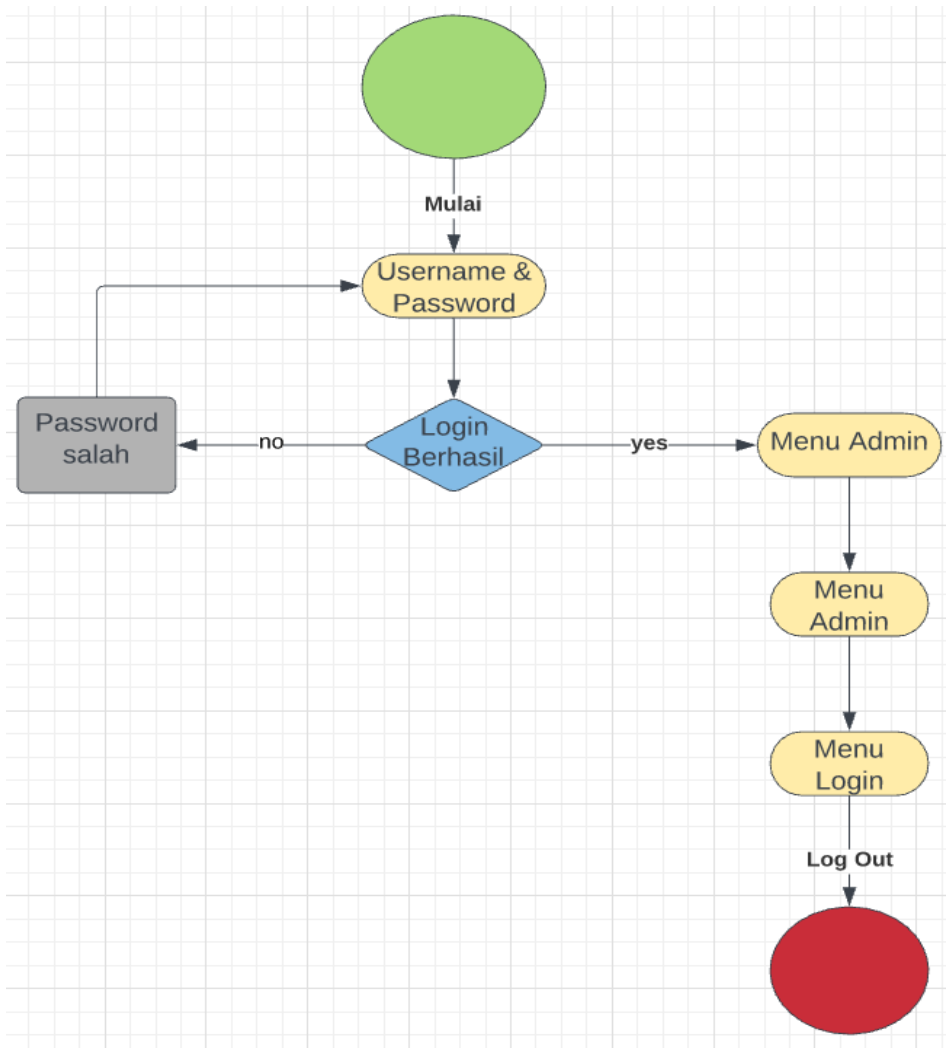 Mulai
Username &
Password
Login
Berhasil
no
Password
salah
yes
Menu Admin
Menu
Admin
Menu
Login
Log Out